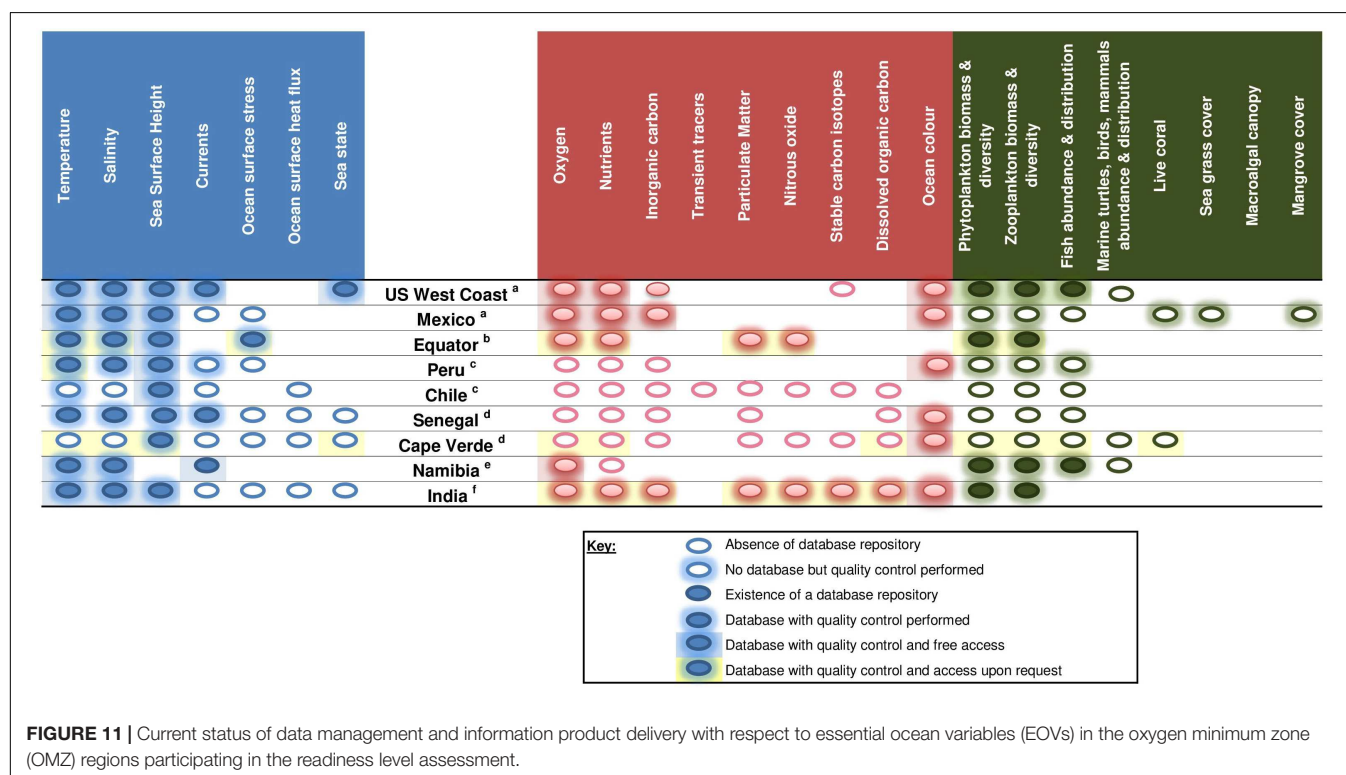 Temperature
Salinity
Sea Surface Height
Currents
Ocean surface stress
Ocean surface heat flux
Sea state
Oxygen
Nutrients
Inorganic carbon
Transient tracers
Particulate Matter
Nitrous oxide
Stable carbon isotopes
Dissolved organic carbon
Ocean colour
Phytoplankton biomass &
diversity
Zooplankton biomass &
diversity
Fish abundance & distribution
Marine turtles, birds, mammals
abundance & distribution
Live coral
Sea grass cover
Macroalgal canopy
Mangrove cover
US West Coast a
Mexico a
Equator b
Peru c
Chile c
Senegal d
Cape Verde d
Namibia e
India f
Key:
Absence of database repository
No database but quality control performed
Existence of a database repository
Database with quality control performed
Database with quality control and free access
Database with quality control and access upon request
FIGURE 11 | Current status of data management and information product delivery with respect to essential ocean variables (EOVs) in the oxygen minimum zone
(OMZ) regions participating in the readiness level assessment.